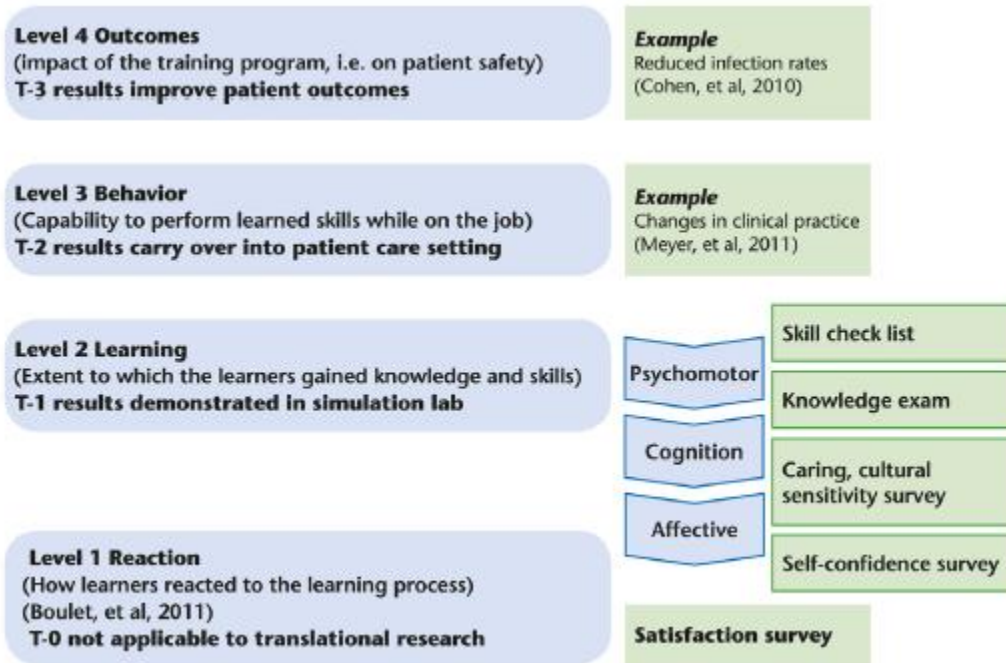 Level 4 Outcomes
(impact of the training program, i.e. on patient safety)
T-3 results improve patient outcomes
Example
Reduced infection rates
(Cohen, et al, 2010)
Level 3 Behavior
(Capability to perform learned skills while on the job)
T-2 results carry over into patient care setting
Example
Changes in clinical practice
(Meyer, et al, 2011)
Level 2 Learning
(Extent to which the learners gained knowledge and skills)
T-1 results demonstrated in simulation lab
Psychomotor
Cognition
Affective
Skill check list
Knowledge exam
Caring, cultural
sensitivity survey
Self-confidence survey
Level 1 Reaction
(How learners reacted to the learning process)
(Boulet, et al, 2011)
T-0 not applicable to translational research
Satisfaction survey